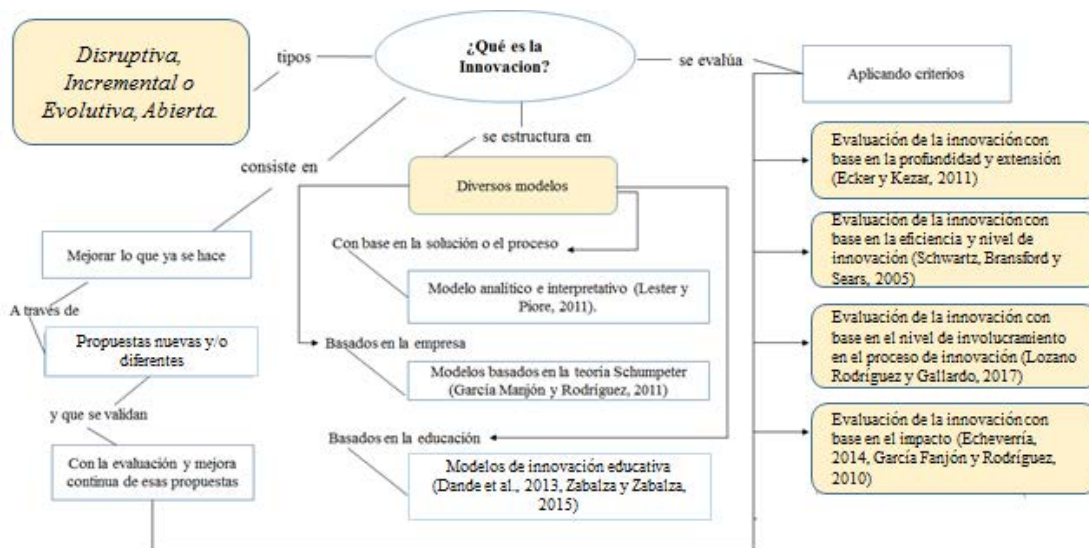 ¿Qué es la
Innovacion?
tipos
Disruptiva,
Incremental o
Evolutiva, Abierta.
consiste en
Mejorar lo que ya se hace
A través de
Propuestas nuevas y/o
diferentes
y que se validan
Con la evaluación y mejora
continua de esas propuestas
se estructura en
Diversos modelos
Con base en la solución o el proceso
Modelo analítico e interpretativo (Lester y
Piore, 2011).
Basados en la empresa
Modelos basados en la teoría Schumpeter
(García Manjón y Rodríguez, 2011)
Basados en la educación
Modelos de innovación educativa
(Dande et al., 2013, Zabalza y Zabalza,
2015)
se evalúa
Aplicando criterios
Evaluación de la innovación con
base en la profundidad y extensión
(Ecker y Kezar, 2011)
Evaluación de la innovación con
base en la eficiencia y nivel de
innovación (Schwartz, Bransford y
Sears, 2005)
Evaluación de la innovación con
base en el nivel de involucramiento
en el proceso de innovación (Lozano
Rodríguez y Gallardo, 2017)
Evaluación de la innovación con
base en el impacto (Echeverría,
2014, García Fanjón y Rodríguez,
2010)